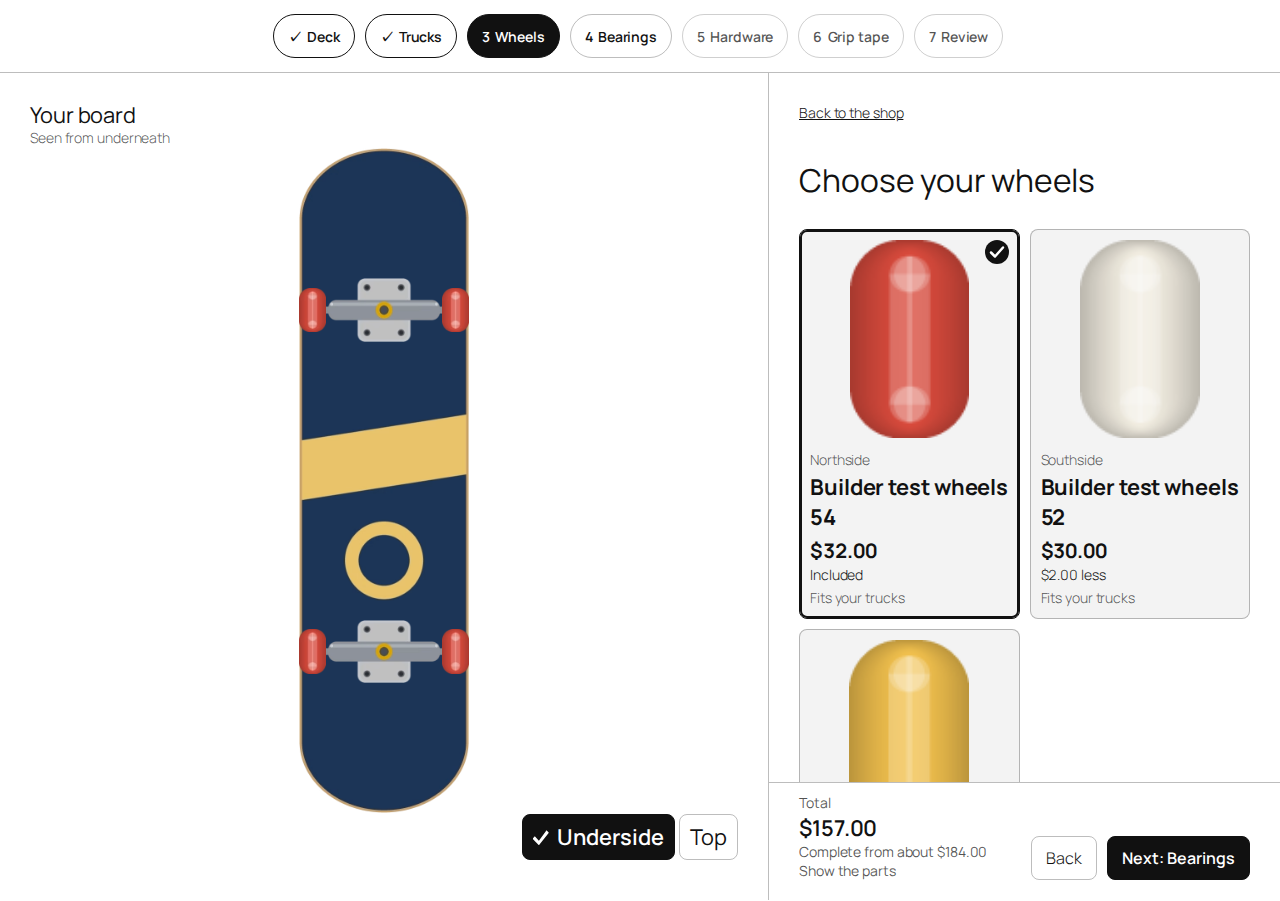 ✓ Deck
✓ Trucks
3 Wheels
4 Bearings
5 Hardware
6 Grip tape
7 Review
Your board
Seen from underneath
✓ Underside
Top
Back to the shop
Choose your wheels
Northside
Builder test wheels
54
$32.00
Included
Fits your trucks
Southside
Builder test wheels
52
$30.00
$2.00 less
Fits your trucks
Total
$157.00
Complete from about $184.00
Show the parts
Back
Next: Bearings